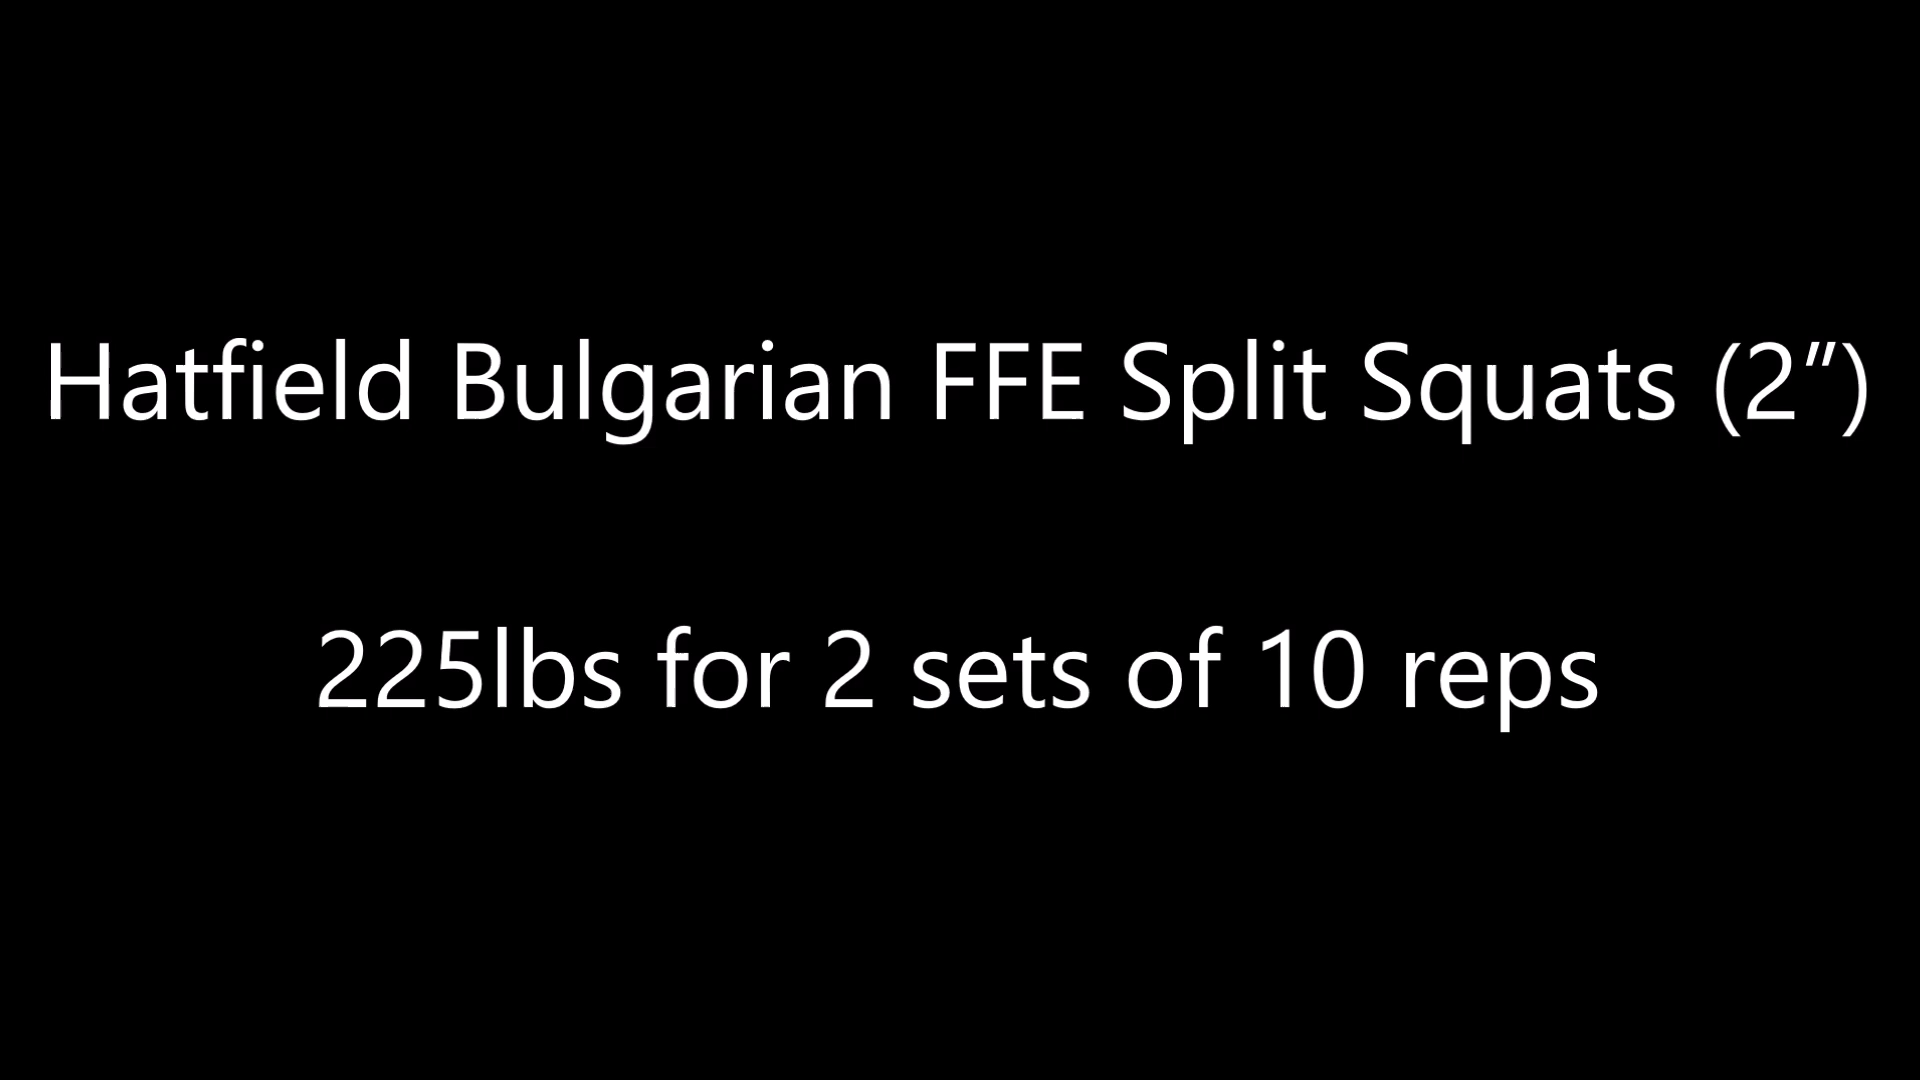 Hatfield Bulgarian FFE Split Squats (2”)
225lbs for 2 sets of 10 reps